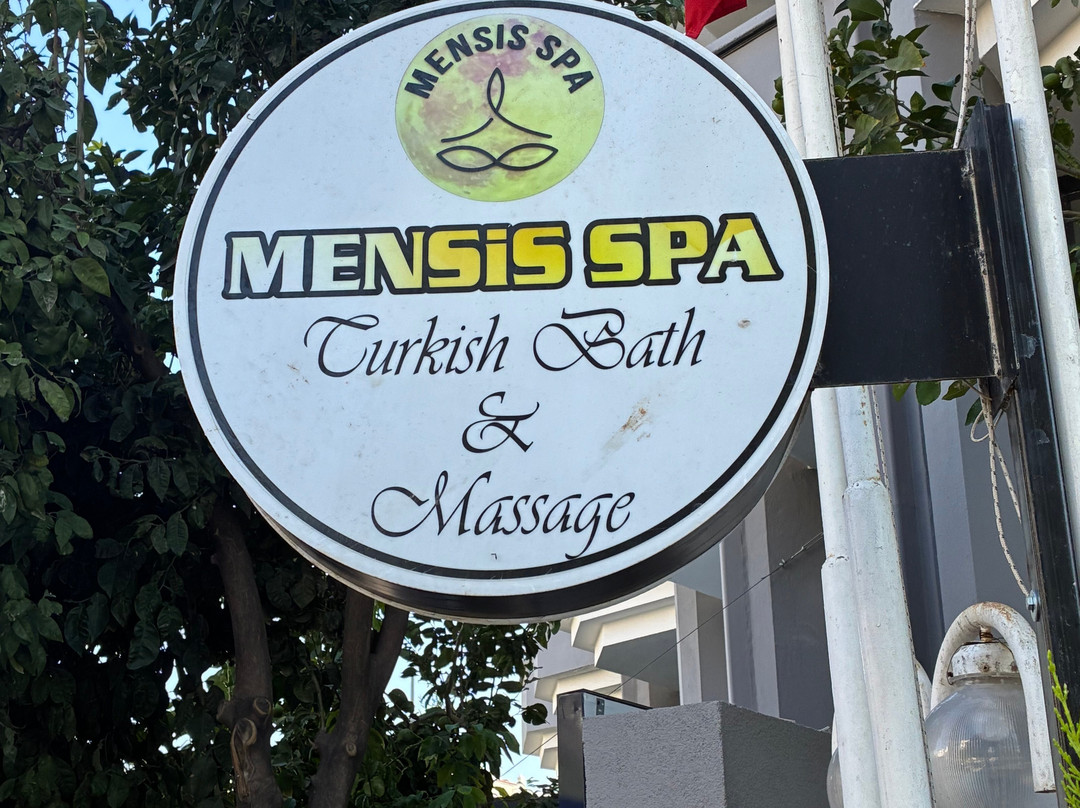 MENSIS SPA
MENSiS SPA
Turkish Bath
&
Massage